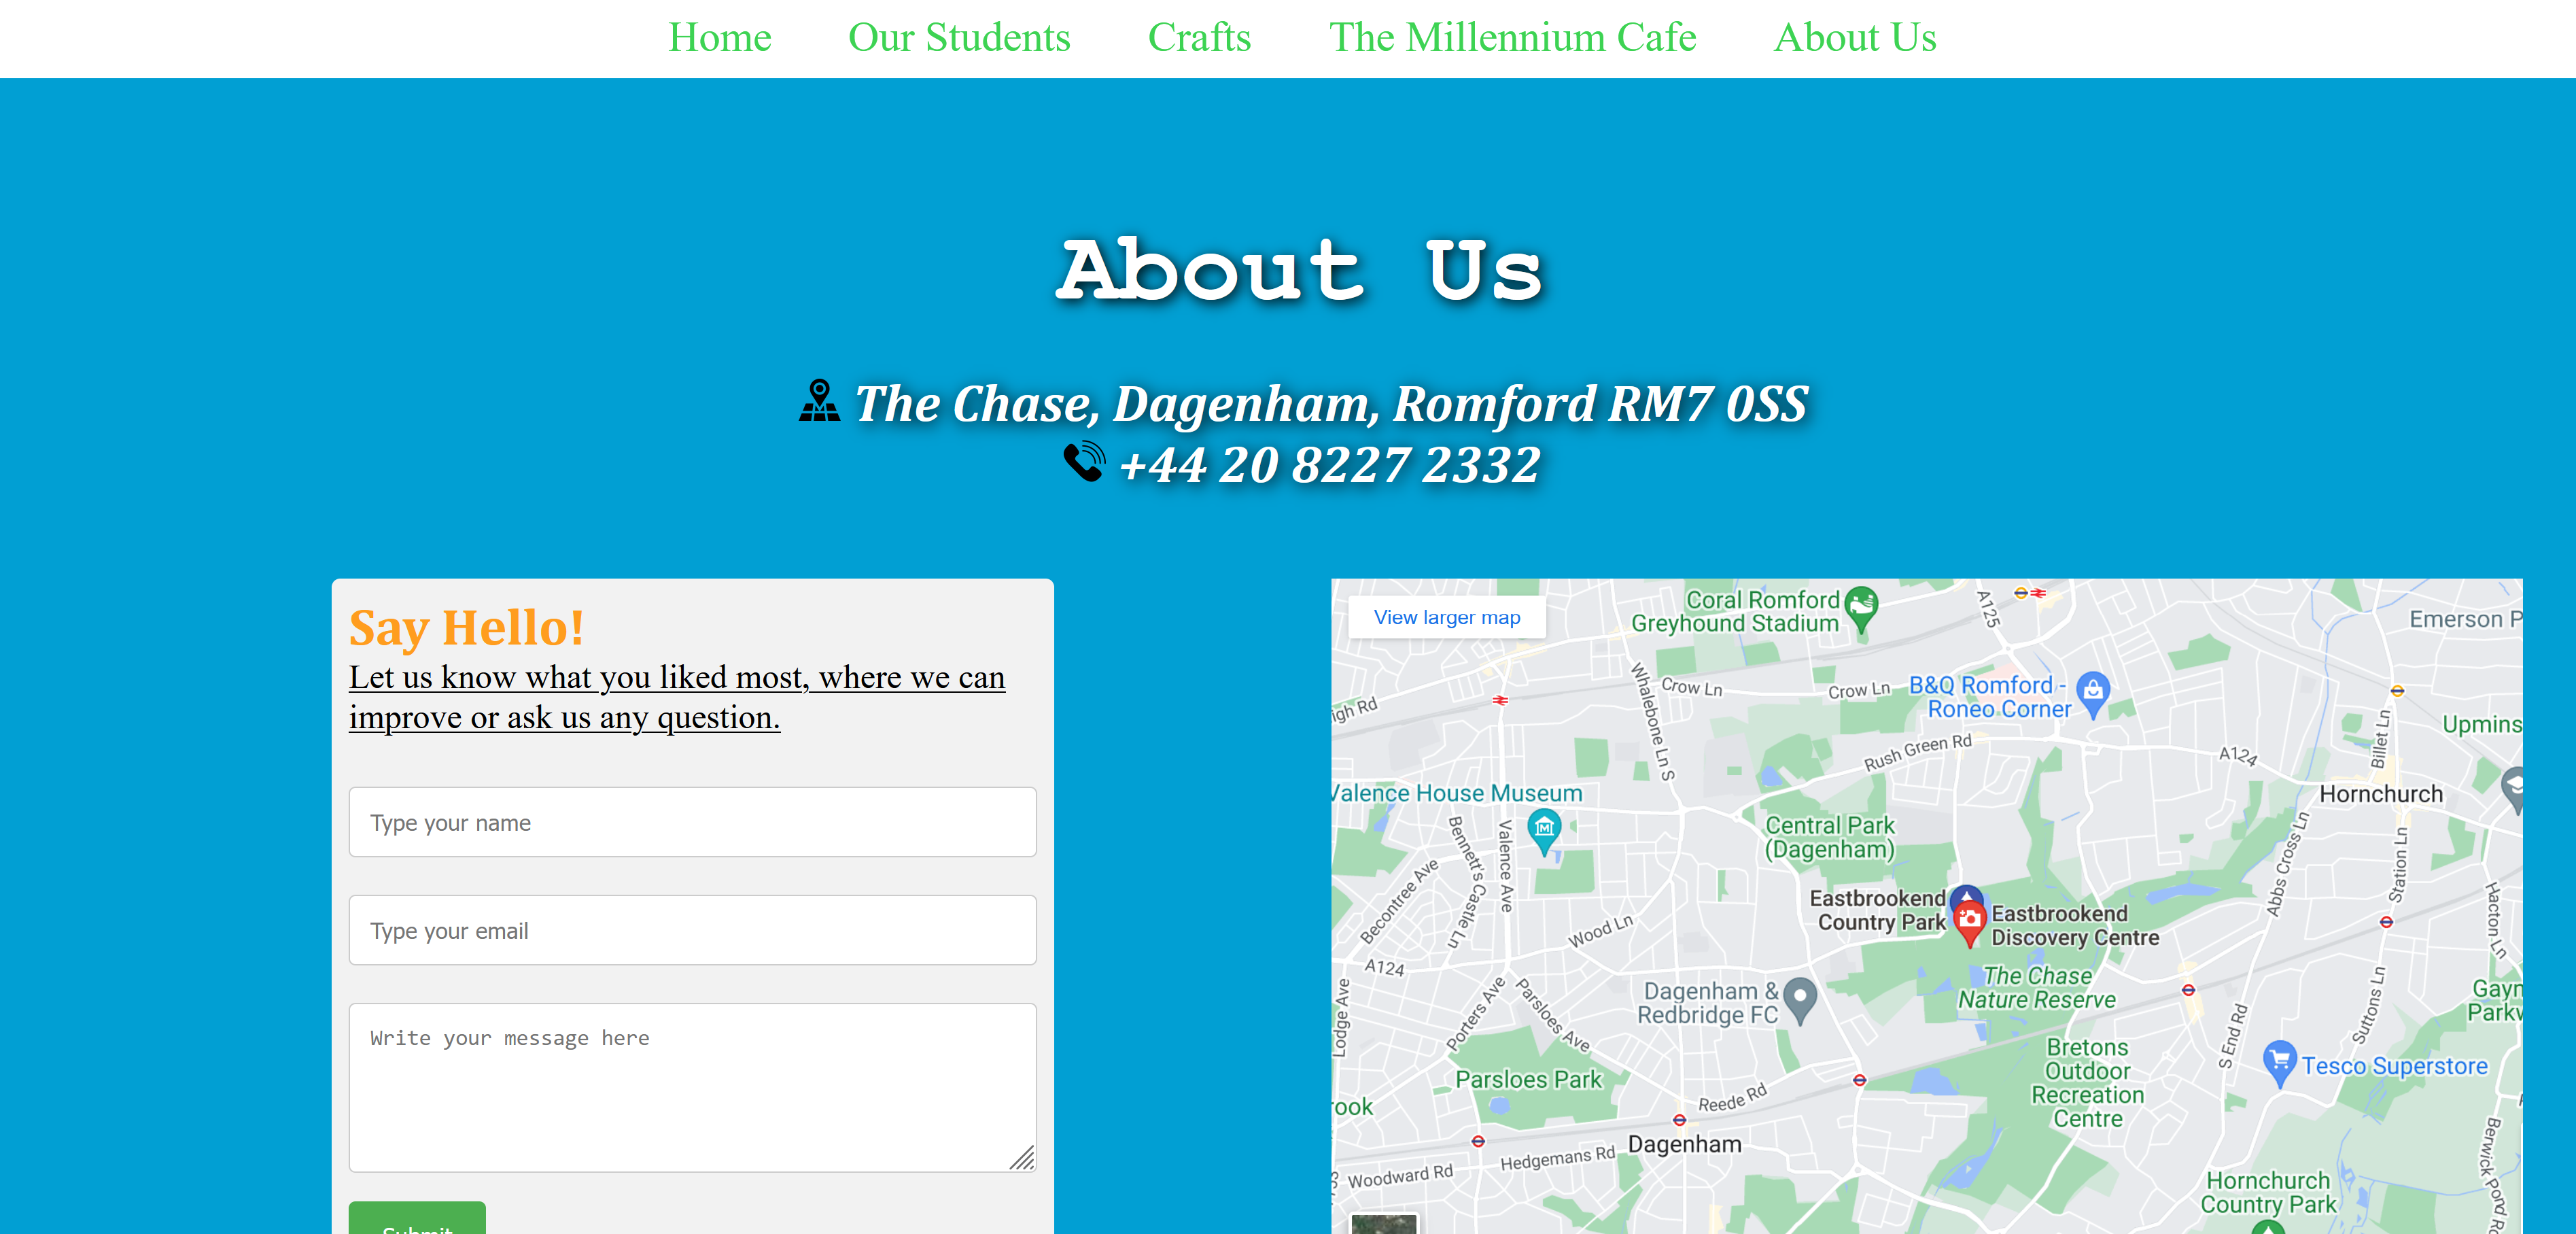 Home Our Students Crafts The Millennium Cafe About Us
About Us
The Chase, Dagenham, Romford RM7 0SS
+44 20 8227 2332
Say Hello!
Let us know what you liked most, where we can
improve or ask us any question.
Type your name
Type your email
Write your message here
Submit
View larger map
Coral Romford
Greyhound Stadium
A125
Emerson P
Whalebone Ln S
Crow Ln
Crow Ln
B&Q Romford -
Roneo Corner
igh Rd
Billet Ln
Upmins
Rush Green Rd
A124
Valence House Museum
Hornchurch
Bennett's Castle Ln
Valence Ave
Central Park
(Dagenham)
Abbs Cross Ln
Station Ln
Becontree Ave
Eastbrookend
Country Park
Eastbrookend
Discovery Centre
Hacton Ln
Wood Ln
A124
The Chase
Nature Reserve
Lodge Ave
Porters Ave
Parsloes Ave
Dagenham &
Redbridge FC
Suttons Ln
Gayn
Parkw
S End Rd
Bretons
Outdoor
Recreation
Centre
Tesco Superstore
Parsloes Park
Reede Rd
rook
Dagenham
Hedgemans Rd
Woodward Rd
Berwick Pond R
Hornchurch
Country Park